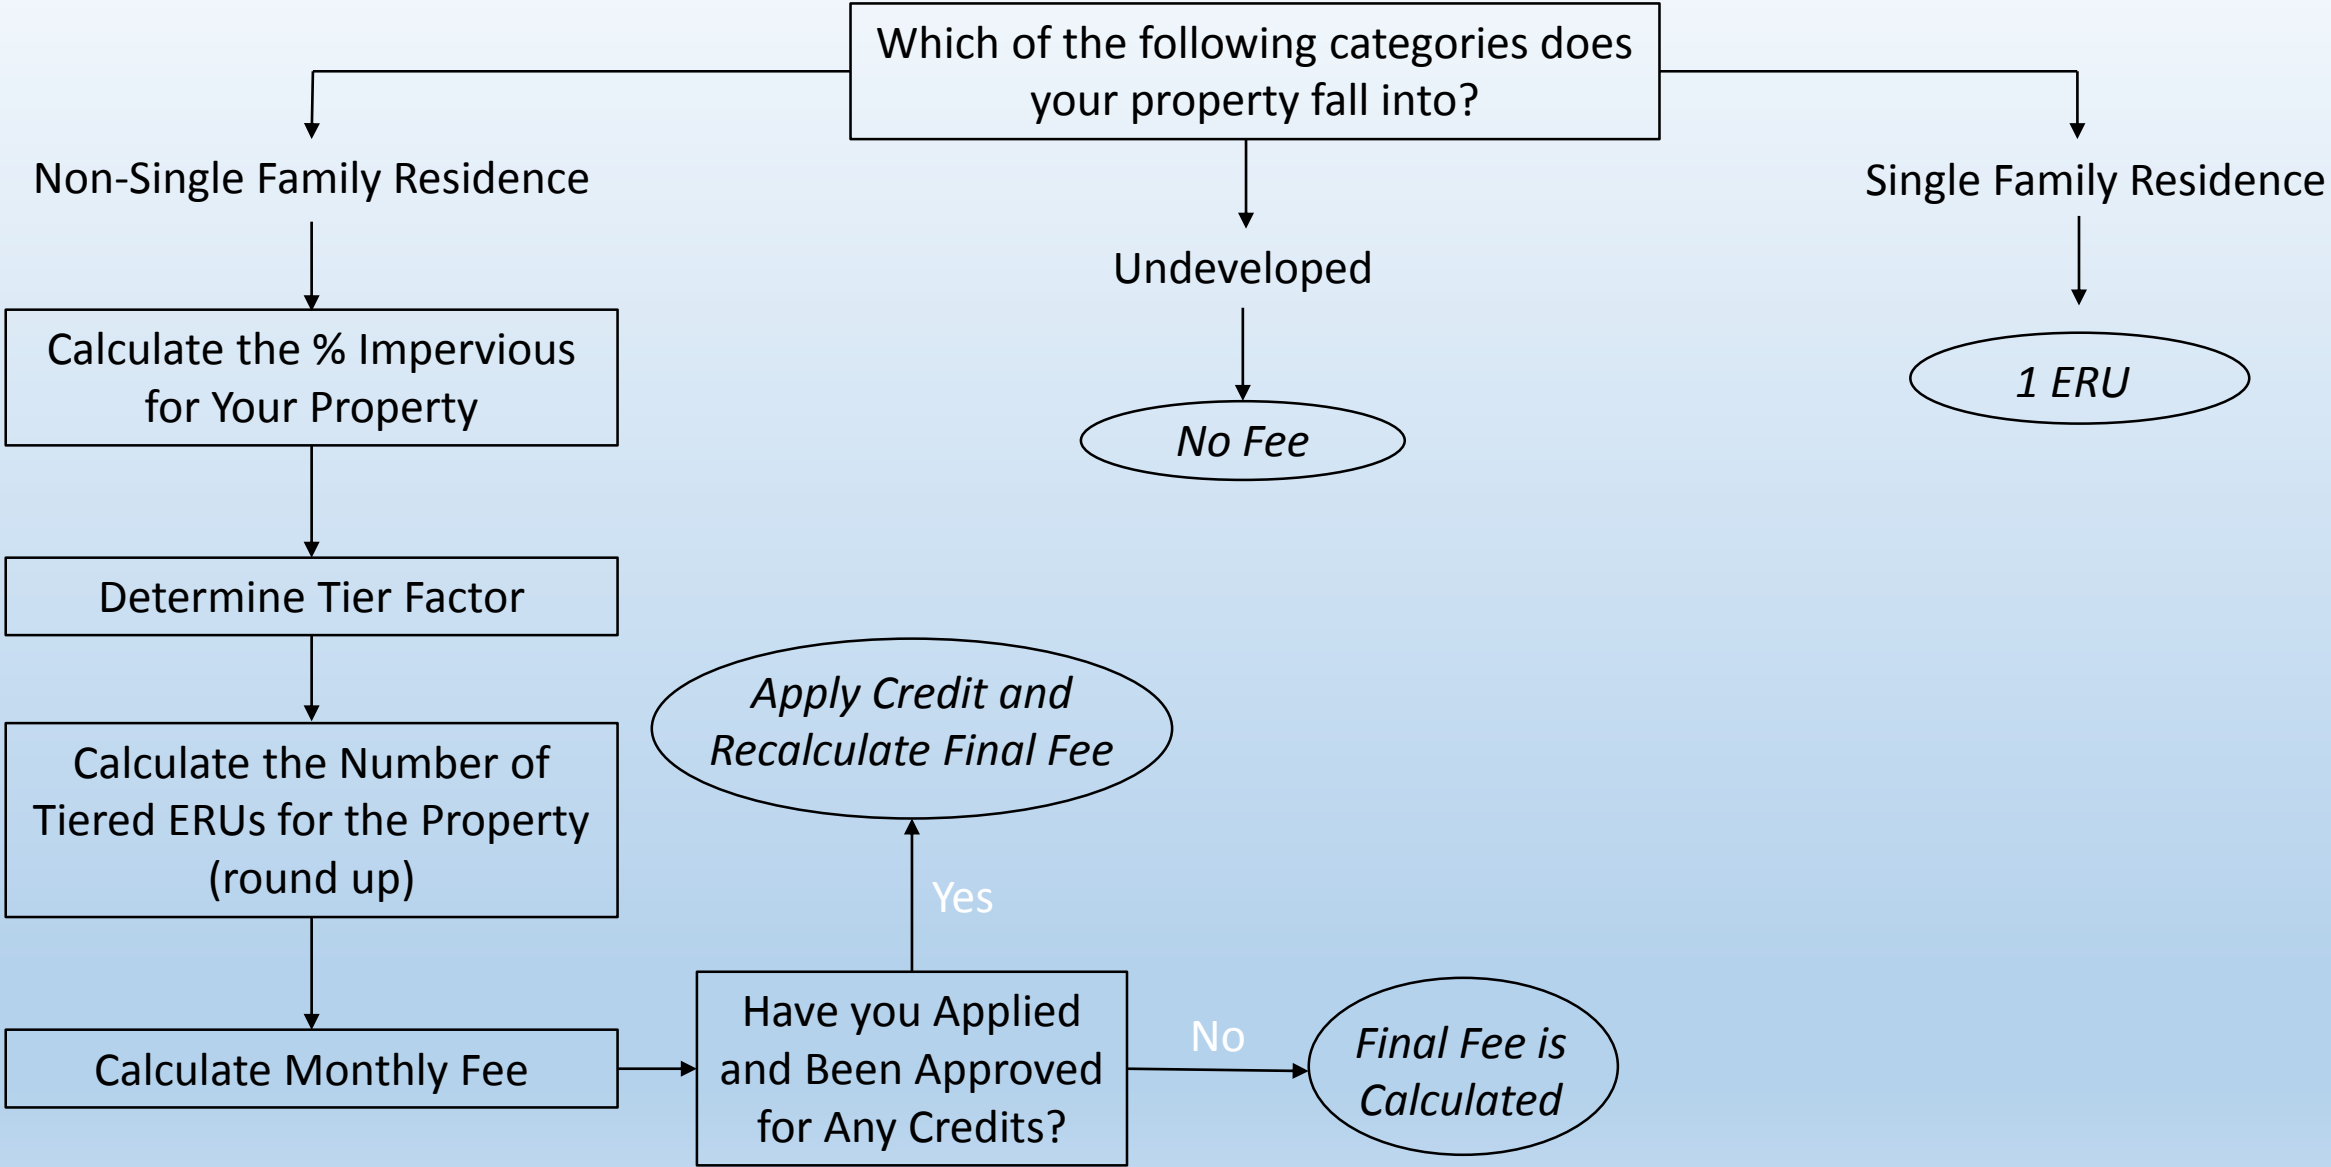 Which of the following categories does
your property fall into?
Non-Single Family Residence
Single Family Residence
Undeveloped
Calculate the % Impervious
for Your Property
1 ERU
No Fee
Determine Tier Factor
Apply Credit and
Recalculate Final Fee
Calculate the Number of
Tiered ERUs for the Property
(round up)
Yes
Calculate Monthly Fee
Have you Applied
and Been Approved
for Any Credits?
No
Final Fee is
Calculated